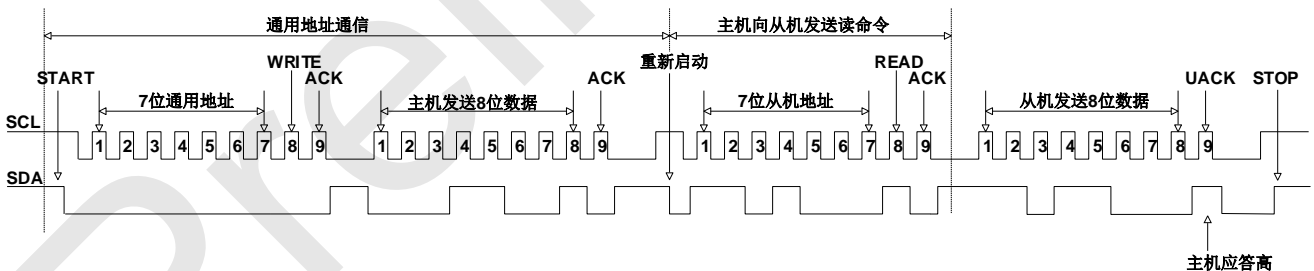 通用地址通信 主机向从机发送读命令
START WRITE ACK ACK 重新启动 READ ACK UACK STOP
7位通用地址 主机发送8位数据 7位从机地址 从机发送8位数据
SCL 1 2 3 4 5 6 7 8 9 1 2 3 4 5 6 7 8 9 1 2 3 4 5 6 7 8 9 1 2 3 4 5 6 7 8 9
SDA
主机应答高